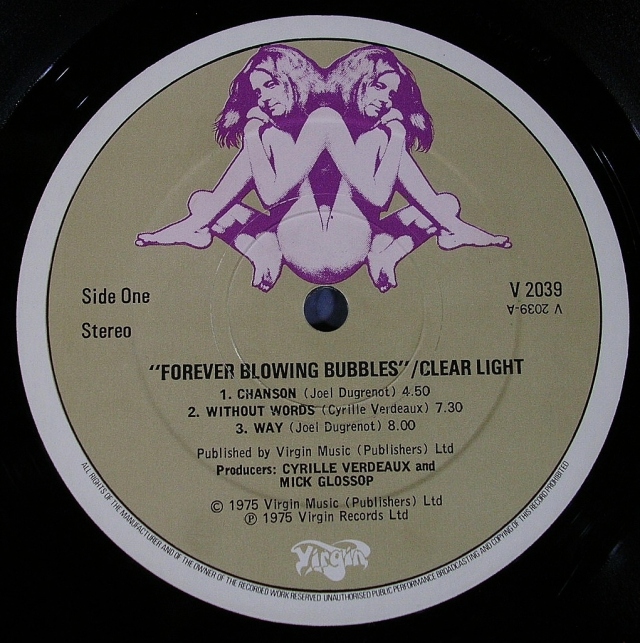 Side One
V 2039
V 2039-A
Stereo
"FOREVER BLOWING BUBBLES"/CLEAR LIGHT
1. CHANSON (Joel Dugrenot) 4.50
2. WITHOUT WORDS (Cyrille Verdeaux) 7.30
3. WAY (Joel Dugrenot) 8.00
Published by Virgin Music (Publishers) Ltd
Producers: CYRILLE VERDEAUX and
MICK GLOSSOP
© 1975 Virgin Music (Publishers) Ltd
℗ 1975 Virgin Records Ltd
Virgin
ALL RIGHTS OF THE MANUFACTURER AND OF THE OWNER OF THE RECORDED WORK RESERVED UNAUTHORISED PUBLIC PERFORMANCE BROADCASTING AND COPYING OF THIS RECORD PROHIBITED